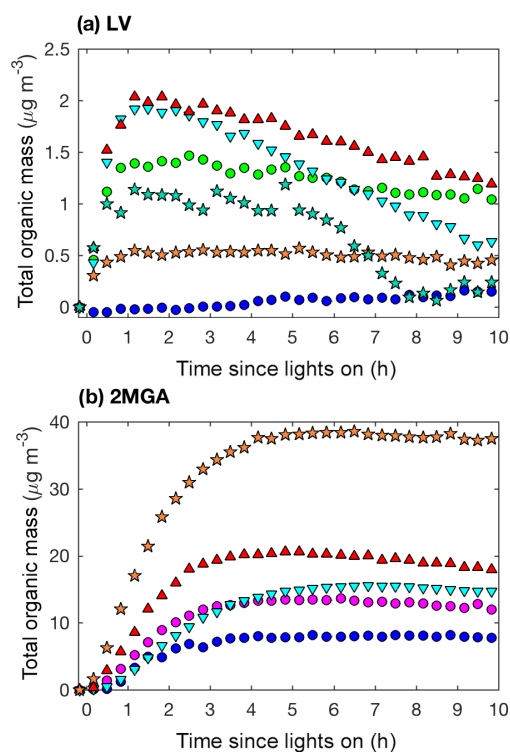 (a) LV
Total organic mass (μg m⁻³)
2.5
2
1.5
1
0.5
0
0 1 2 3 4 5 6 7 8 9 10
Time since lights on (h)
(b) 2MGA
Total organic mass (μg m⁻³)
40
30
20
10
0
0 1 2 3 4 5 6 7 8 9 10
Time since lights on (h)